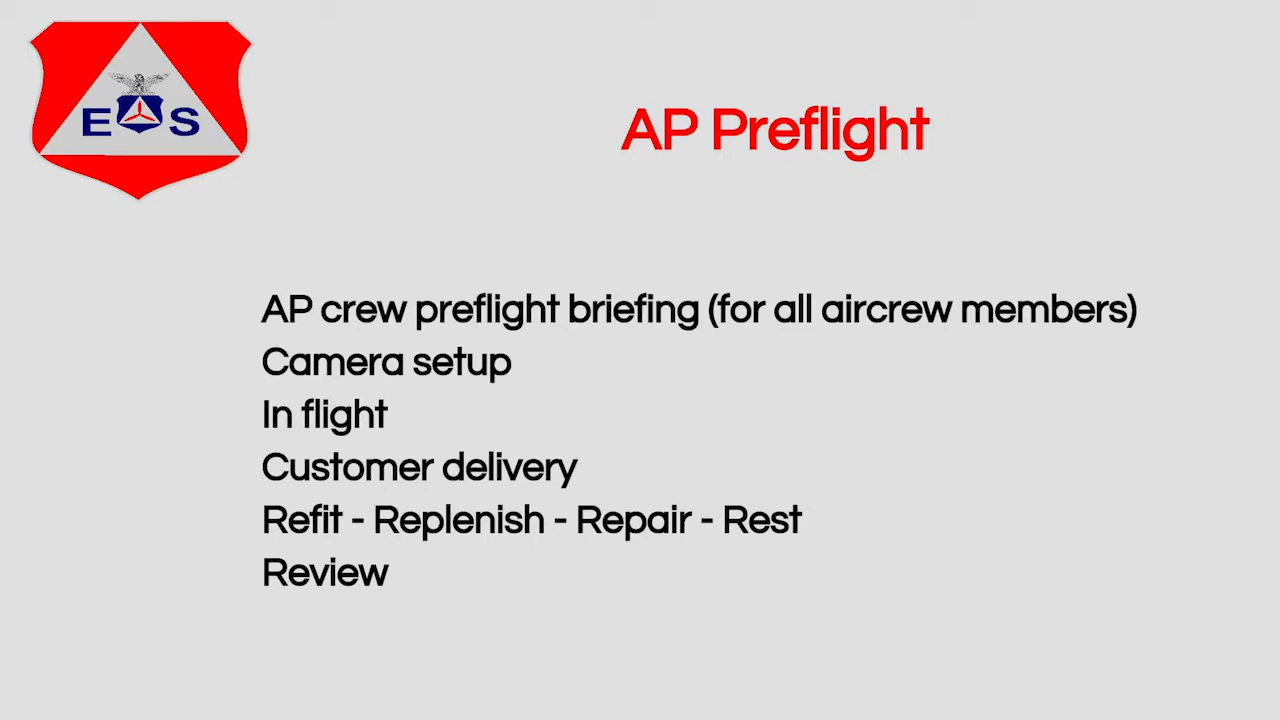 E S
AP Preflight
AP crew preflight briefing (for all aircrew members)
Camera setup
In flight
Customer delivery
Refit - Replenish - Repair - Rest
Review